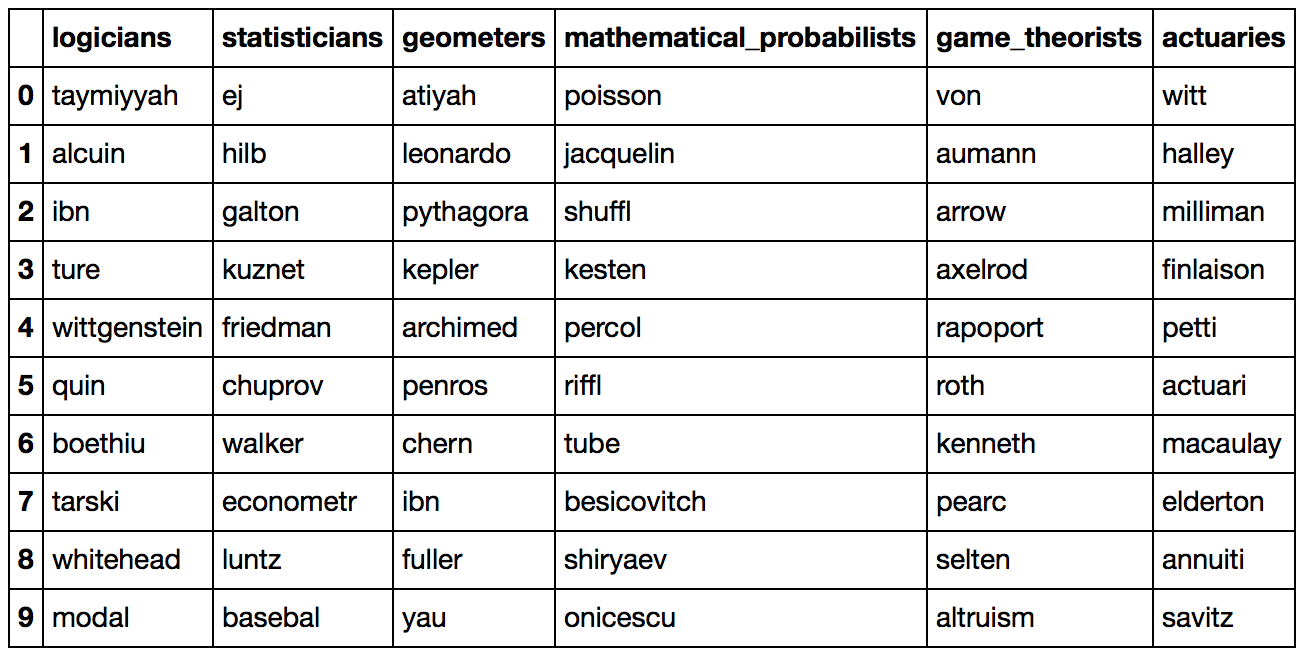 logicians statisticians geometers mathematical_probabilists game_theorists actuaries
0 taymiyyah ej atiyah poisson von witt
1 alcuin hilb leonardo jacquelin aumann halley
2 ibn galton pythagora shuffl arrow milliman
3 ture kuznet kepler kesten axelrod finlaison
4 wittgenstein friedman archimed percol rapoport petti
5 quin chuprov penros riffl roth actuari
6 boethiu walker chern tube kenneth macaulay
7 tarski econometr ibn besicovitch pearc elderton
8 whitehead luntz fuller shiryaev selten annuiti
9 modal basebal yau onicescu altruism savitz